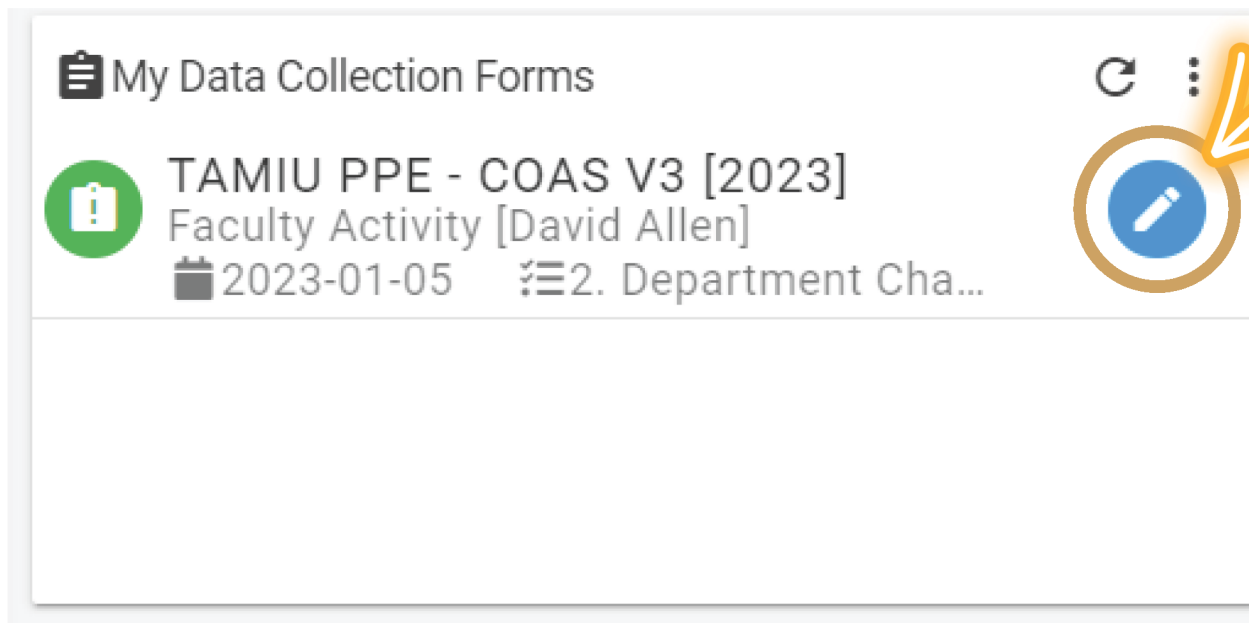 My Data Collection Forms
TAMIU PPE - COAS V3 [2023]
Faculty Activity [David Allen]
2023-01-05 2. Department Cha...